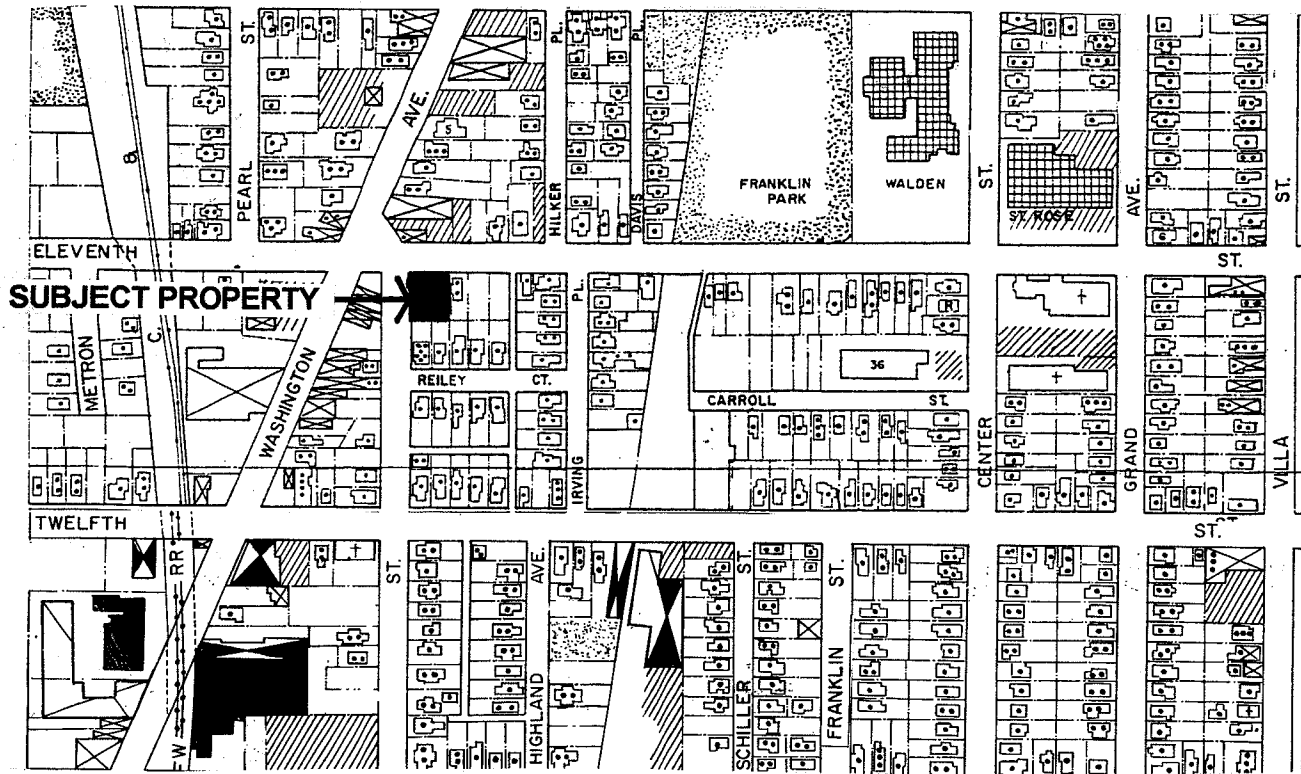 ST.
PL.
PL.
AVE.
S
PEARL
HILKER
DAVIS
FRANKLIN
PARK
WALDEN
ST.
ST. ROSE
AVE.
ST.
B.
ELEVENTH
ST.
SUBJECT PROPERTY
PL.
METRON
C.
WASHINGTON
REILEY
CT.
36
CARROLL
ST.
IRVING
CENTER
GRAND
VILLA
TWELFTH
ST.
RR
ST.
AVE.
ST.
ST.
HIGHLAND
SCHILLER
FRANKLIN
W